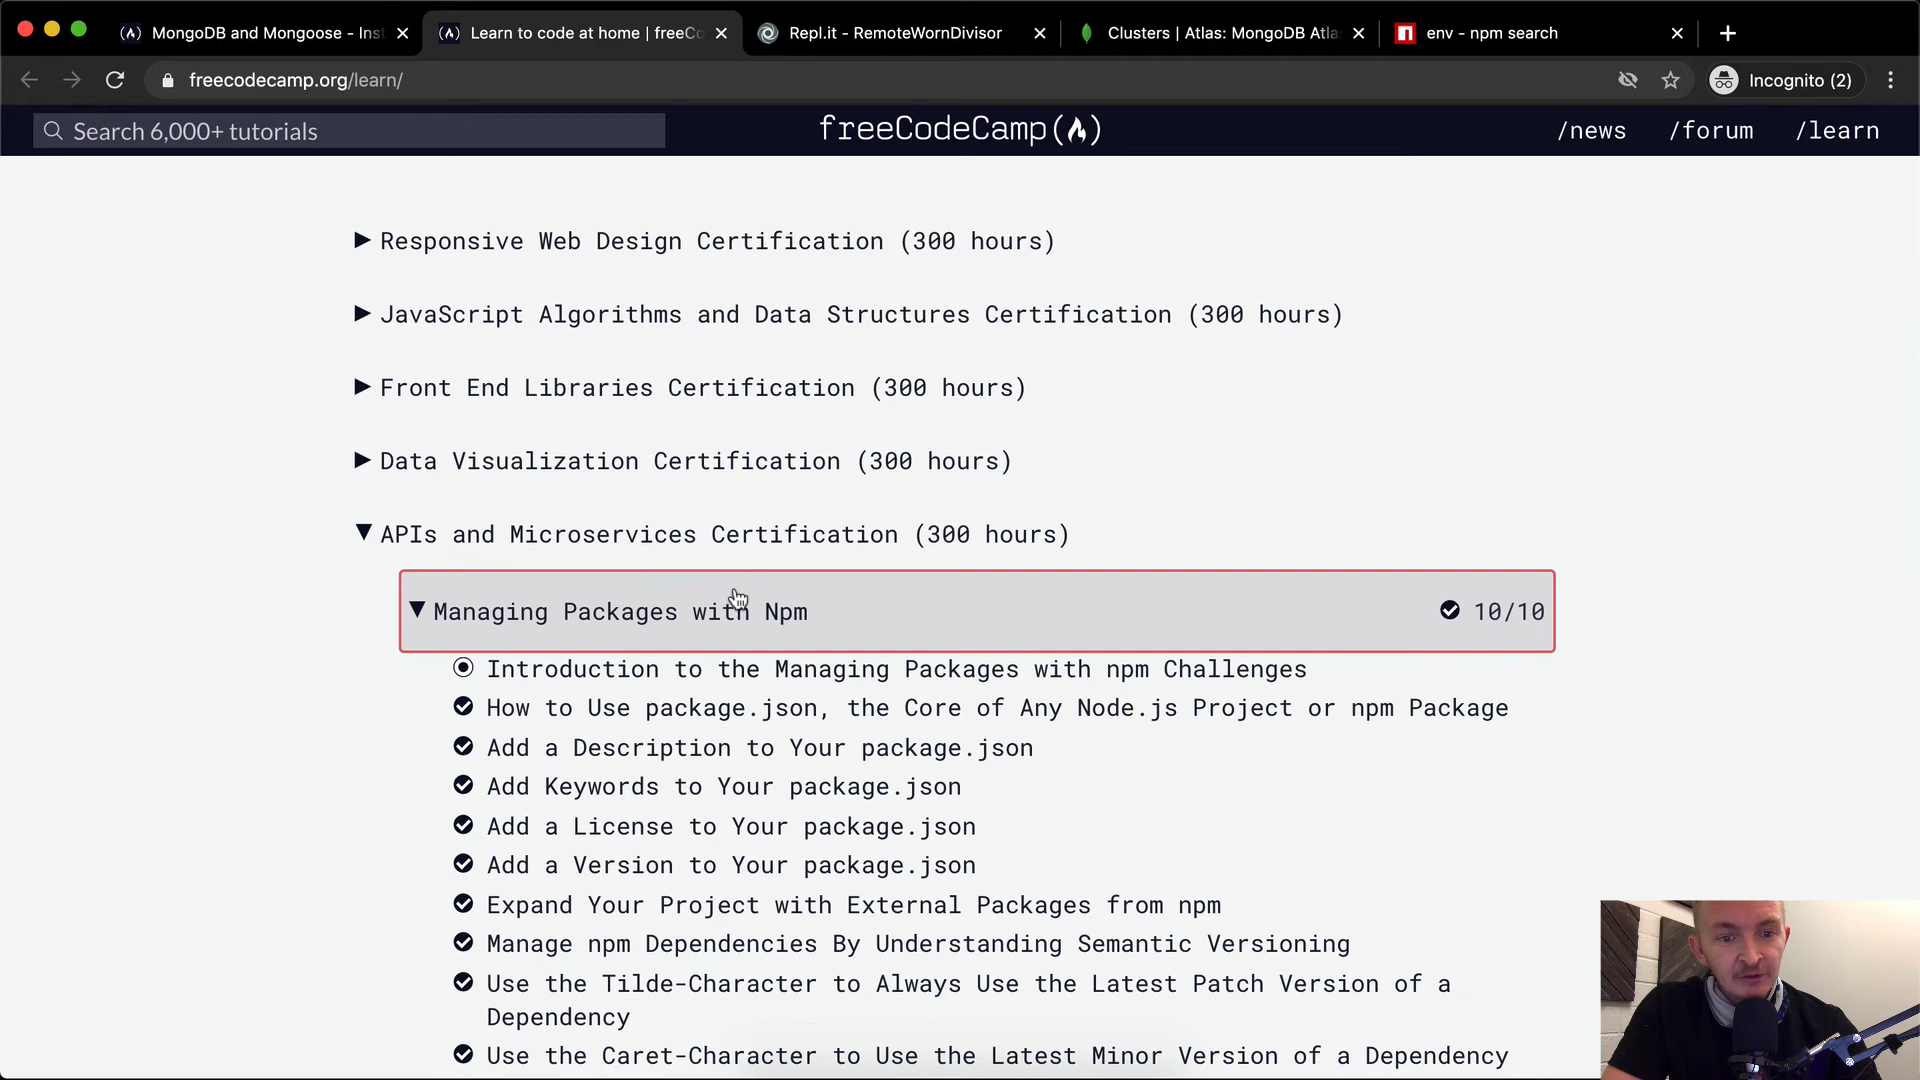 MongoDB and Mongoose - Inst
Learn to code at home | freeCo
Repl.it - RemoteWornDivisor
Clusters | Atlas: MongoDB Atla
env - npm search
freecodecamp.org/learn/
Incognito (2)
Search 6,000+ tutorials
freeCodeCamp
/news
/forum
/learn
Responsive Web Design Certification (300 hours)
JavaScript Algorithms and Data Structures Certification (300 hours)
Front End Libraries Certification (300 hours)
Data Visualization Certification (300 hours)
APIs and Microservices Certification (300 hours)
Managing Packages with Npm 10/10
Introduction to the Managing Packages with npm Challenges
How to Use package.json, the Core of Any Node.js Project or npm Package
Add a Description to Your package.json
Add Keywords to Your package.json
Add a License to Your package.json
Add a Version to Your package.json
Expand Your Project with External Packages from npm
Manage npm Dependencies By Understanding Semantic Versioning
Use the Tilde-Character to Always Use the Latest Patch Version of a
Dependency
Use the Caret-Character to Use the Latest Minor Version of a Dependency